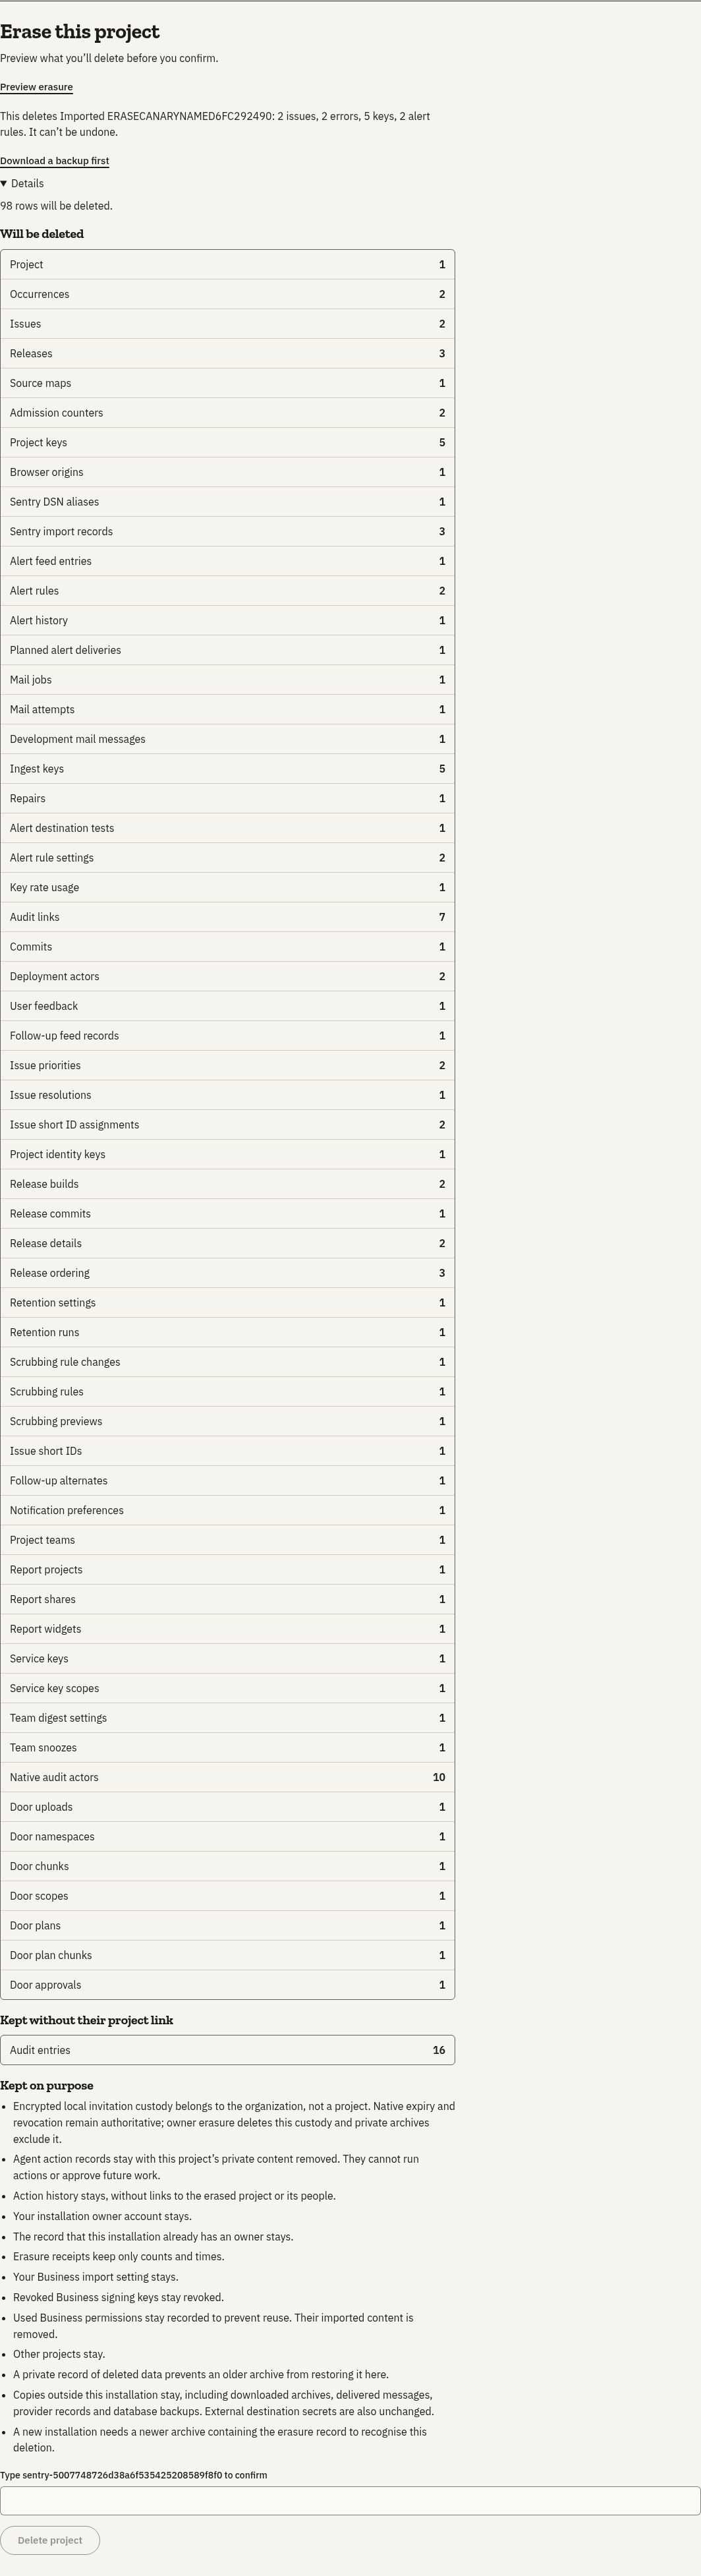 Erase this project
Preview what you’ll delete before you confirm.
Preview erasure
This deletes Imported ERASECANARYNAMED6FC292490: 2 issues, 2 errors, 5 keys, 2 alert
rules. It can’t be undone.
Download a backup first
▼ Details
98 rows will be deleted.
Will be deleted
Project 1
Occurrences 2
Issues 2
Releases 3
Source maps 1
Admission counters 2
Project keys 5
Browser origins 1
Sentry DSN aliases 1
Sentry import records 3
Alert feed entries 1
Alert rules 2
Alert history 1
Planned alert deliveries 1
Mail jobs 1
Mail attempts 1
Development mail messages 1
Ingest keys 5
Repairs 1
Alert destination tests 1
Alert rule settings 2
Key rate usage 1
Audit links 7
Commits 1
Deployment actors 2
User feedback 1
Follow-up feed records 1
Issue priorities 2
Issue resolutions 1
Issue short ID assignments 2
Project identity keys 1
Release builds 2
Release commits 1
Release details 2
Release ordering 3
Retention settings 1
Retention runs 1
Scrubbing rule changes 1
Scrubbing rules 1
Scrubbing previews 1
Issue short IDs 1
Follow-up alternates 1
Notification preferences 1
Project teams 1
Report projects 1
Report shares 1
Report widgets 1
Service keys 1
Service key scopes 1
Team digest settings 1
Team snoozes 1
Native audit actors 10
Door uploads 1
Door namespaces 1
Door chunks 1
Door scopes 1
Door plans 1
Door plan chunks 1
Door approvals 1
Kept without their project link
Audit entries 16
Kept on purpose
• Encrypted local invitation custody belongs to the organization, not a project. Native expiry and
revocation remain authoritative; owner erasure deletes this custody and private archives
exclude it.
• Agent action records stay with this project’s private content removed. They cannot run
actions or approve future work.
• Action history stays, without links to the erased project or its people.
• Your installation owner account stays.
• The record that this installation already has an owner stays.
• Erasure receipts keep only counts and times.
• Your Business import setting stays.
• Revoked Business signing keys stay revoked.
• Used Business permissions stay recorded to prevent reuse. Their imported content is
removed.
• Other projects stay.
• A private record of deleted data prevents an older archive from restoring it here.
• Copies outside this installation stay, including downloaded archives, delivered messages,
provider records and database backups. External destination secrets are also unchanged.
• A new installation needs a newer archive containing the erasure record to recognise this
deletion.
Type sentry-5007748726d38a6f535425208589f8f0 to confirm
Delete project